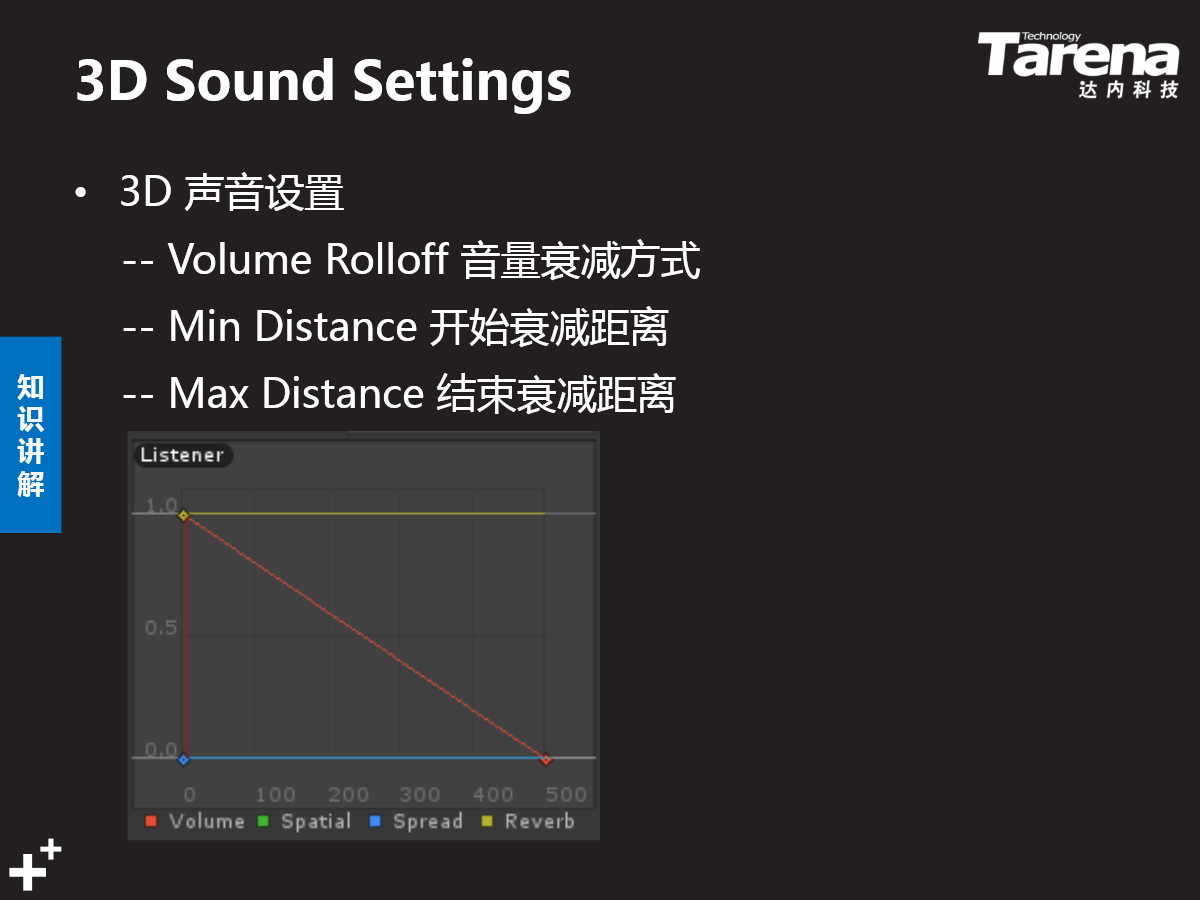 3D Sound Settings
Technology
Tarena
达内科技
• 3D 声音设置
-- Volume Rolloff 音量衰减方式
-- Min Distance 开始衰减距离
-- Max Distance 结束衰减距离
知
识
讲
解
Listener
1.0
0.5
0.0
0 100 200 300 400 500
Volume Spatial Spread Reverb